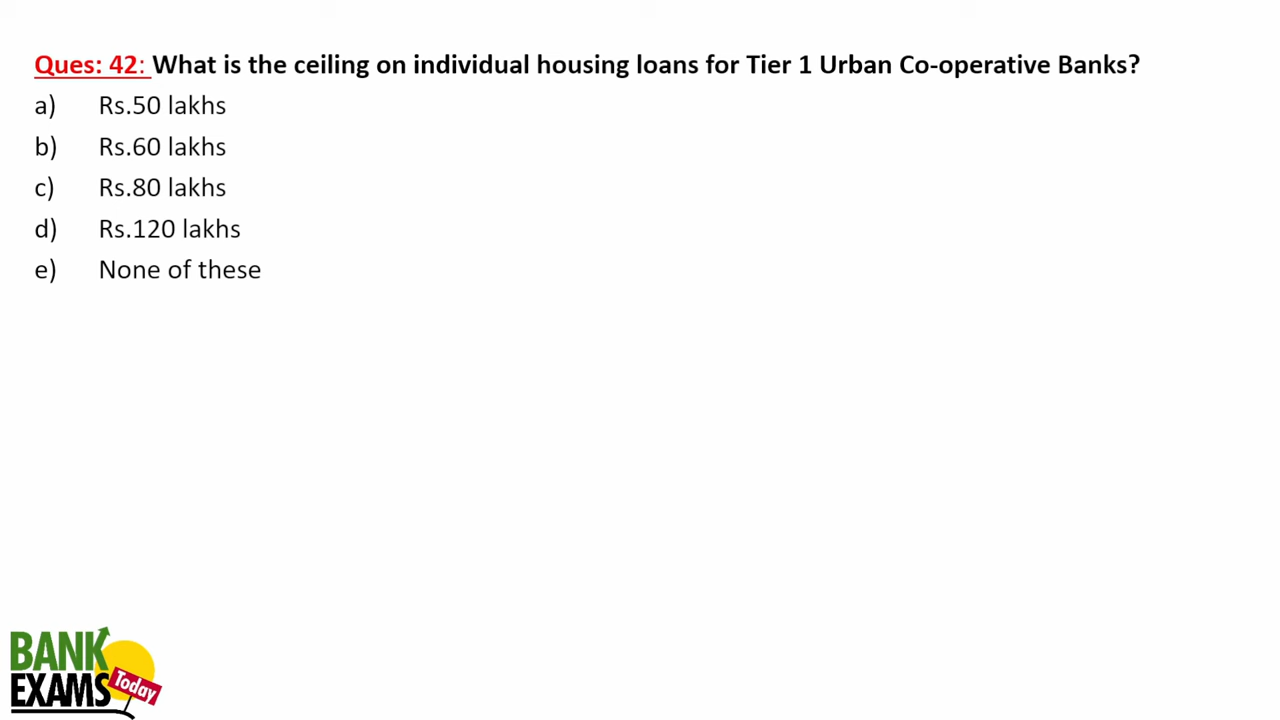 Ques: 42: What is the ceiling on individual housing loans for Tier 1 Urban Co-operative Banks?
a) Rs.50 lakhs
b) Rs.60 lakhs
c) Rs.80 lakhs
d) Rs.120 lakhs
e) None of these
BANK
EXAMS Today